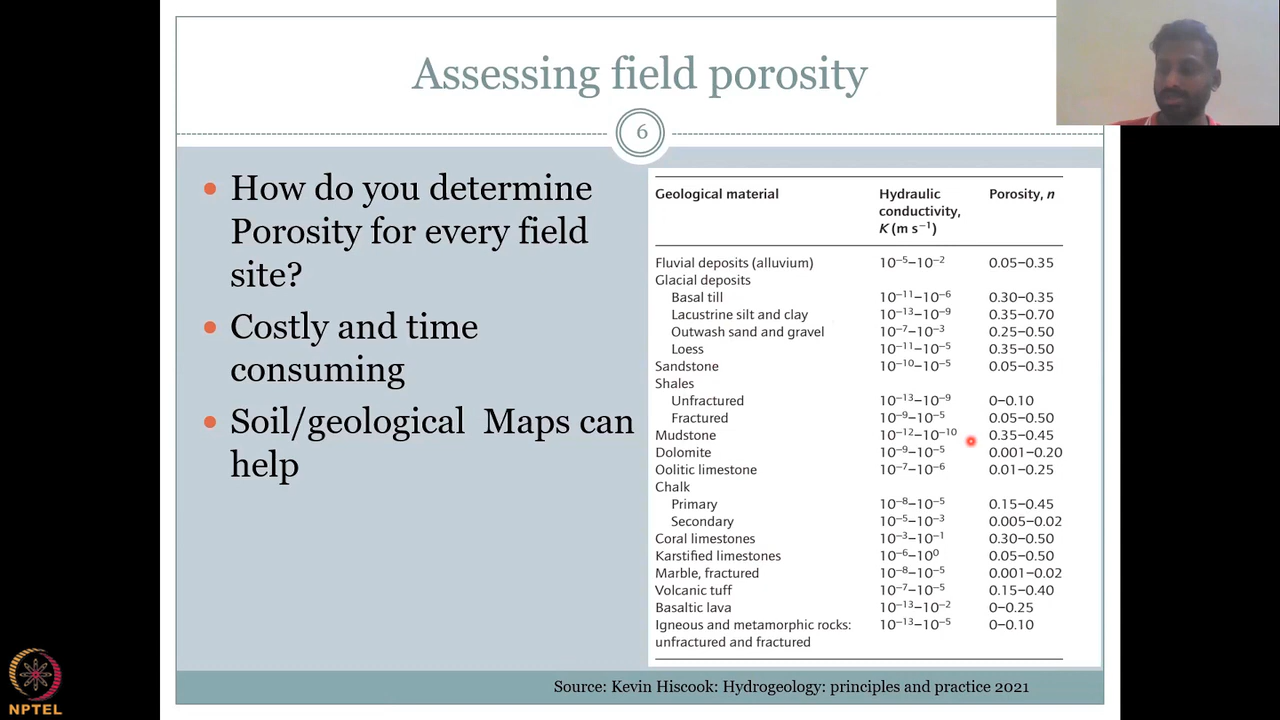 Assessing field porosity
6
• How do you determine
Porosity for every field
site?
• Costly and time
consuming
• Soil/geological Maps can
help
Geological material Hydraulic conductivity, K (m s⁻¹) Porosity, n
Fluvial deposits (alluvium) 10⁻⁵–10⁻² 0.05–0.35
Glacial deposits
Basal till 10⁻¹¹–10⁻⁶ 0.30–0.35
Lacustrine silt and clay 10⁻¹³–10⁻⁹ 0.35–0.70
Outwash sand and gravel 10⁻⁷–10⁻³ 0.25–0.50
Loess 10⁻¹¹–10⁻⁵ 0.35–0.50
Sandstone 10⁻¹⁰–10⁻⁵ 0.05–0.35
Shales
Unfractured 10⁻¹³–10⁻⁹ 0–0.10
Fractured 10⁻⁹–10⁻⁵ 0.05–0.50
Mudstone 10⁻¹²–10⁻¹⁰ 0.35–0.45
Dolomite 10⁻⁹–10⁻⁵ 0.001–0.20
Oolitic limestone 10⁻⁷–10⁻⁶ 0.01–0.25
Chalk
Primary 10⁻⁸–10⁻⁵ 0.15–0.45
Secondary 10⁻⁵–10⁻³ 0.005–0.02
Coral limestones 10⁻³–10⁻¹ 0.30–0.50
Karstified limestones 10⁻⁶–10⁰ 0.05–0.50
Marble, fractured 10⁻⁸–10⁻⁵ 0.001–0.02
Volcanic tuff 10⁻⁷–10⁻⁵ 0.15–0.40
Basaltic lava 10⁻¹³–10⁻² 0–0.25
Igneous and metamorphic rocks: 10⁻¹³–10⁻⁵ 0–0.10
unfractured and fractured
Source: Kevin Hiscook: Hydrogeology: principles and practice 2021
NPTEL